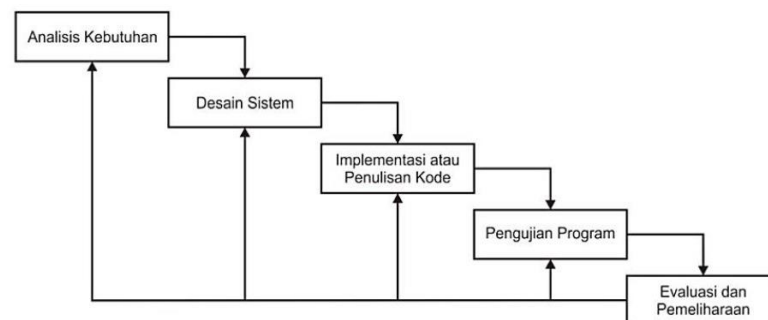 Analisis Kebutuhan
Desain Sistem
Implementasi atau
Penulisan Kode
Pengujian Program
Evaluasi dan
Pemeliharaan